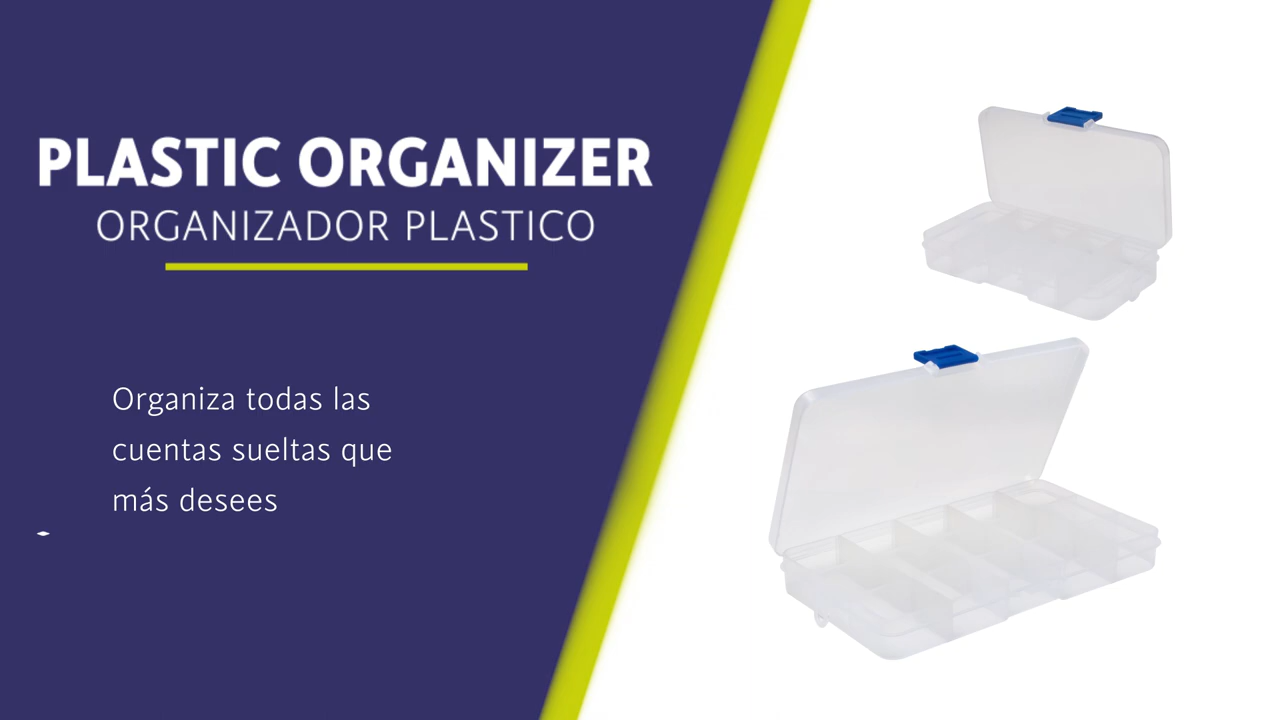 PLASTIC ORGANIZER
ORGANIZADOR PLASTICO
Organiza todas las
cuentas sueltas que
más desees